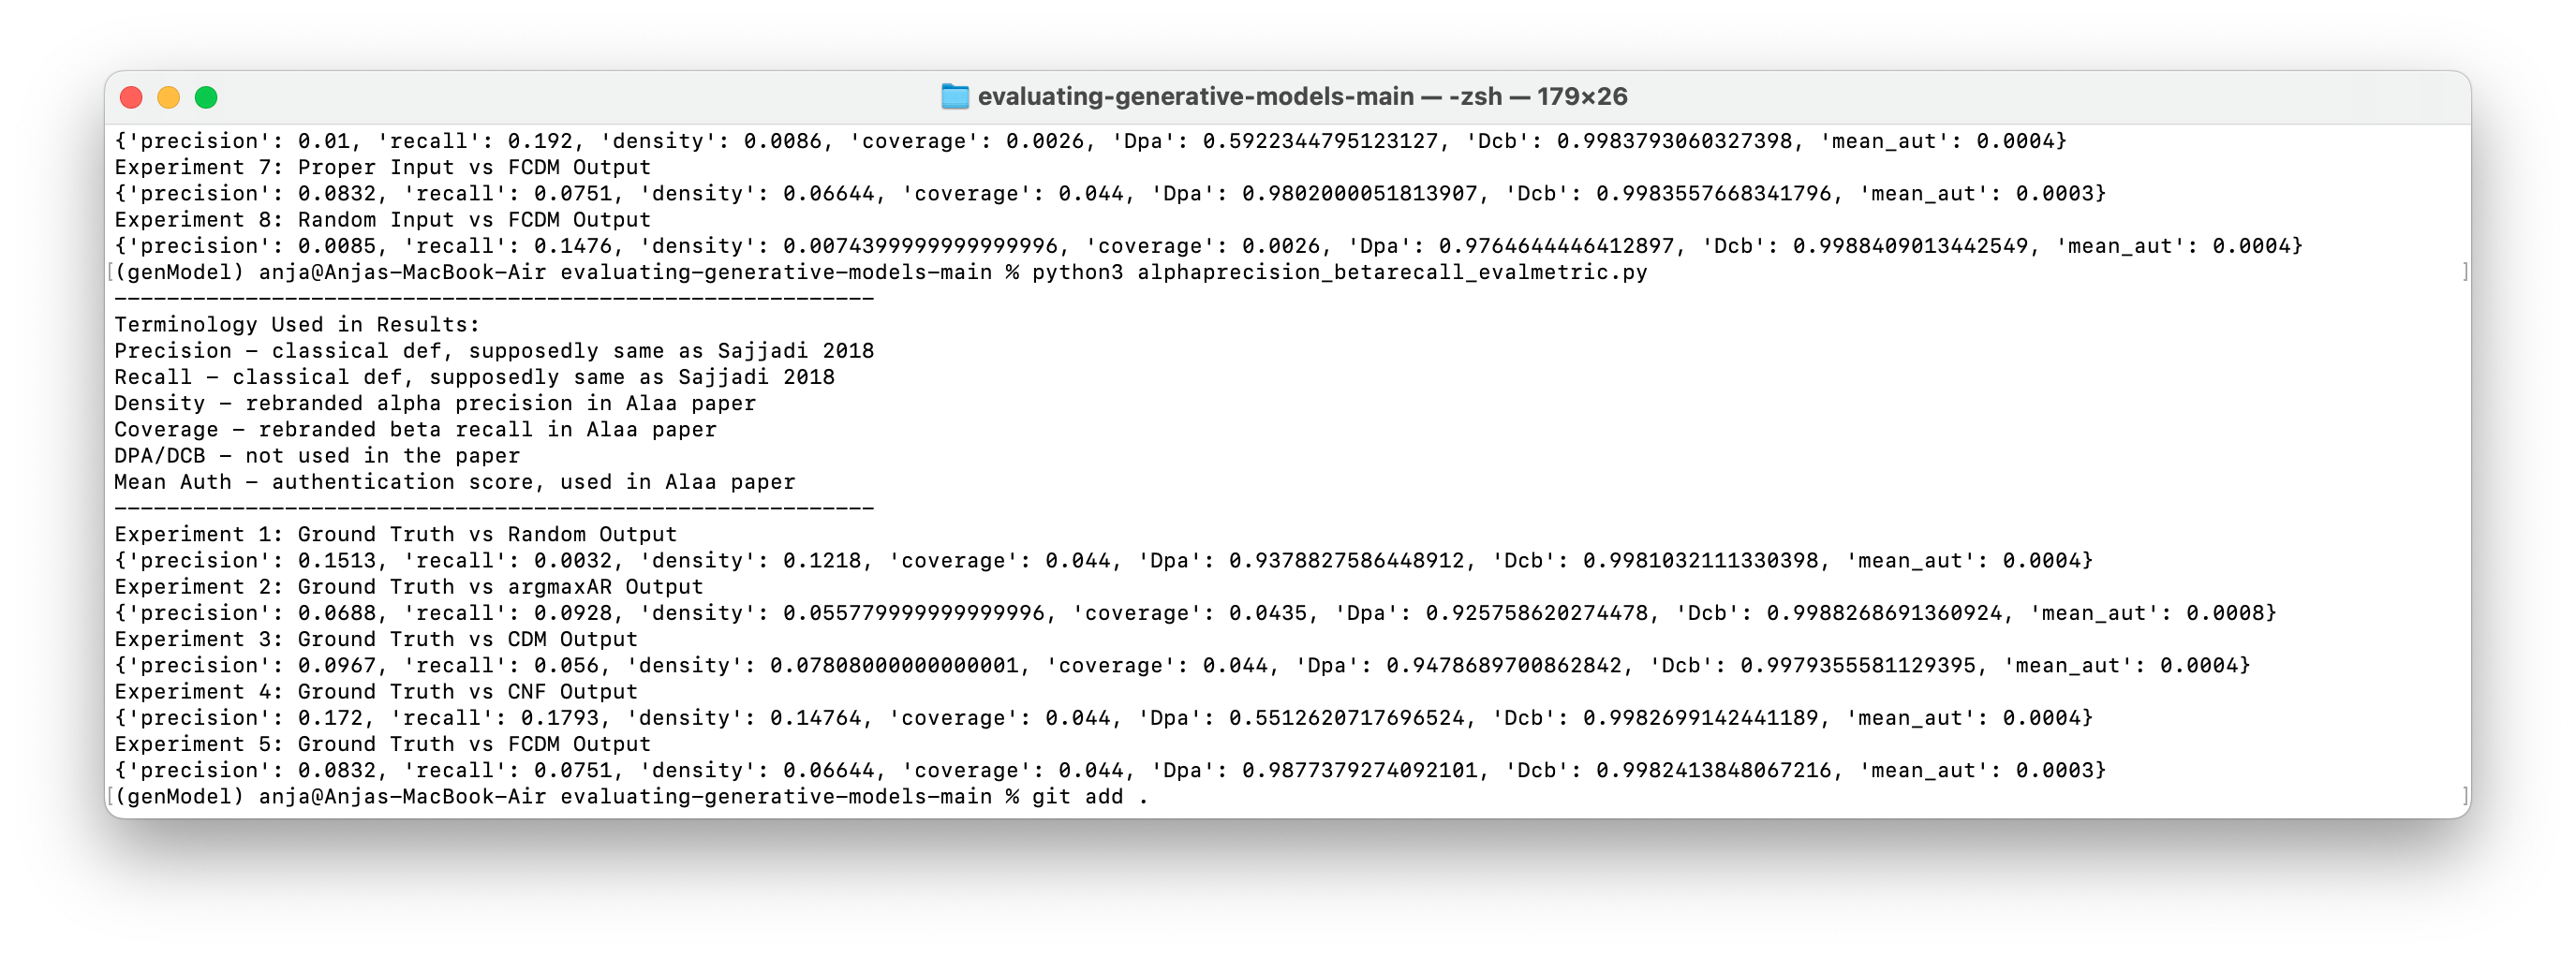 evaluating-generative-models-main — -zsh — 179×26
{'precision': 0.01, 'recall': 0.192, 'density': 0.0086, 'coverage': 0.0026, 'Dpa': 0.5922344795123127, 'Dcb': 0.9983793060327398, 'mean_aut': 0.0004}
Experiment 7: Proper Input vs FCDM Output
{'precision': 0.0832, 'recall': 0.0751, 'density': 0.06644, 'coverage': 0.044, 'Dpa': 0.9802000051813907, 'Dcb': 0.9983557668341796, 'mean_aut': 0.0003}
Experiment 8: Random Input vs FCDM Output
{'precision': 0.0085, 'recall': 0.1476, 'density': 0.0074399999999999996, 'coverage': 0.0026, 'Dpa': 0.9764644446412897, 'Dcb': 0.9988409013442549, 'mean_aut': 0.0004}
[(genModel) anja@Anjas-MacBook-Air evaluating-generative-models-main % python3 alphaprecision_betarecall_evalmetric.py ]
----------------------------------------------------------
Terminology Used in Results:
Precision - classical def, supposedly same as Sajjadi 2018
Recall - classical def, supposedly same as Sajjadi 2018
Density - rebranded alpha precision in Alaa paper
Coverage - rebranded beta recall in Alaa paper
DPA/DCB - not used in the paper
Mean Auth - authentication score, used in Alaa paper
----------------------------------------------------------
Experiment 1: Ground Truth vs Random Output
{'precision': 0.1513, 'recall': 0.0032, 'density': 0.1218, 'coverage': 0.044, 'Dpa': 0.9378827586448912, 'Dcb': 0.9981032111330398, 'mean_aut': 0.0004}
Experiment 2: Ground Truth vs argmaxAR Output
{'precision': 0.0688, 'recall': 0.0928, 'density': 0.055779999999999996, 'coverage': 0.0435, 'Dpa': 0.925758620274478, 'Dcb': 0.9988268691360924, 'mean_aut': 0.0008}
Experiment 3: Ground Truth vs CDM Output
{'precision': 0.0967, 'recall': 0.056, 'density': 0.07808000000000001, 'coverage': 0.044, 'Dpa': 0.9478689700862842, 'Dcb': 0.9979355581129395, 'mean_aut': 0.0004}
Experiment 4: Ground Truth vs CNF Output
{'precision': 0.172, 'recall': 0.1793, 'density': 0.14764, 'coverage': 0.044, 'Dpa': 0.5512620717696524, 'Dcb': 0.9982699142441189, 'mean_aut': 0.0004}
Experiment 5: Ground Truth vs FCDM Output
{'precision': 0.0832, 'recall': 0.0751, 'density': 0.06644, 'coverage': 0.044, 'Dpa': 0.9877379274092101, 'Dcb': 0.9982413848067216, 'mean_aut': 0.0003}
[(genModel) anja@Anjas-MacBook-Air evaluating-generative-models-main % git add . ]